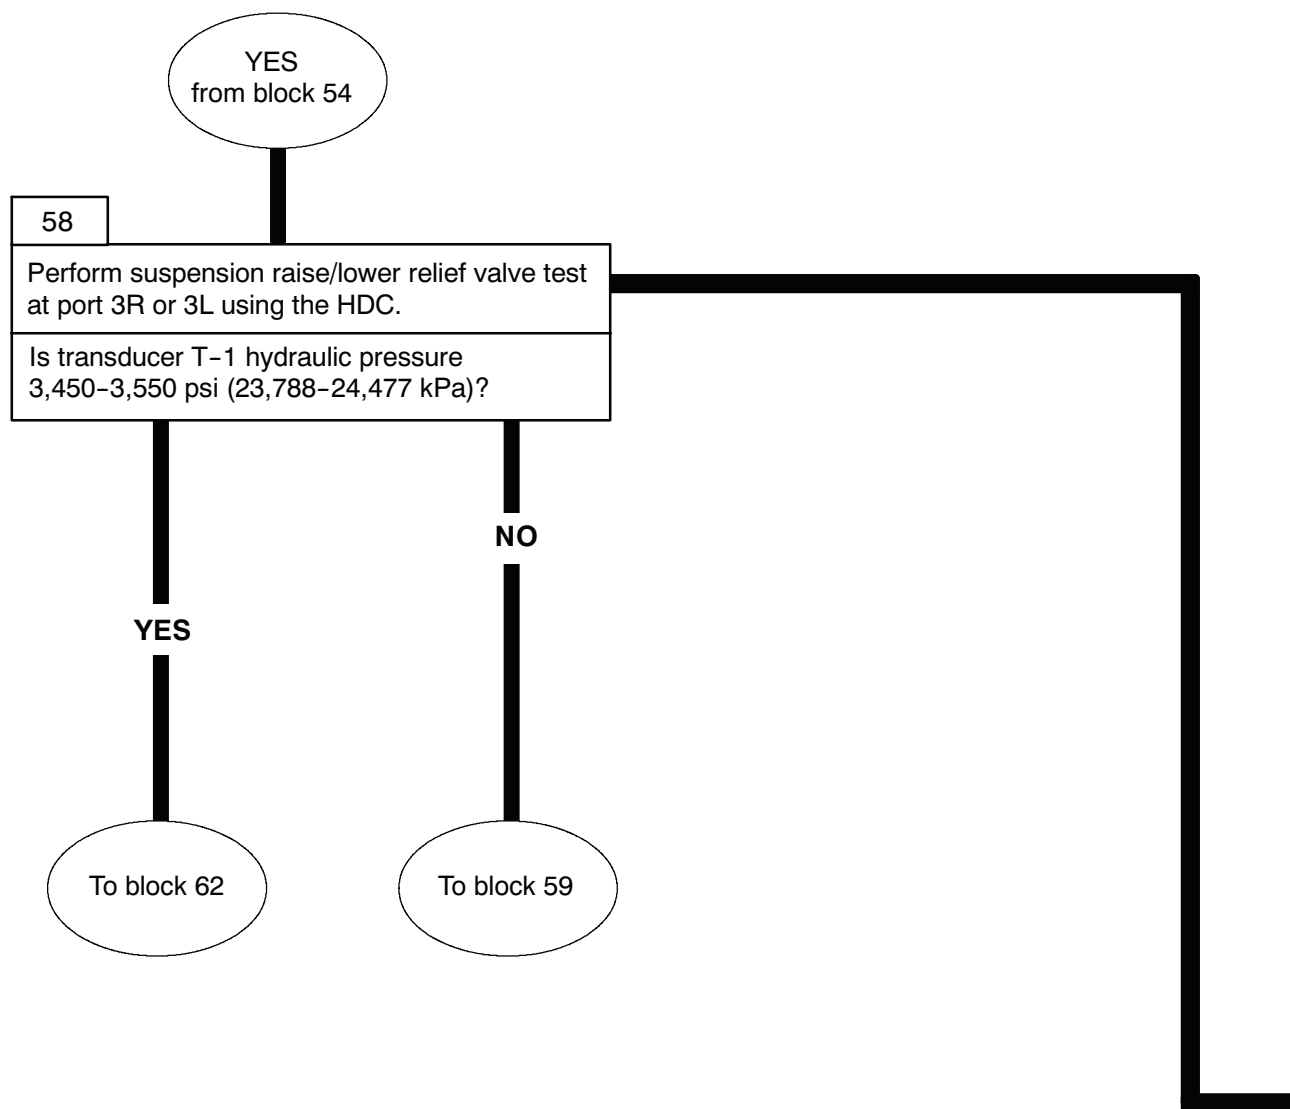 YES
from block 54
58
Perform suspension raise/lower relief valve test
at port 3R or 3L using the HDC.
Is transducer T-1 hydraulic pressure
3,450-3,550 psi (23,788-24,477 kPa)?
NO
YES
To block 62
To block 59